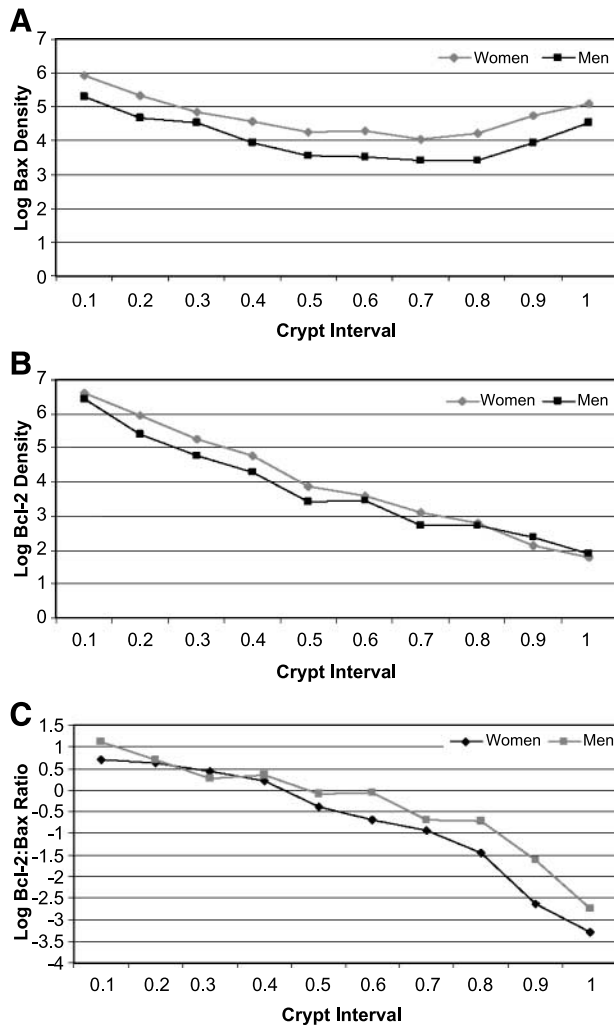 A
Log Bax Density
7
6
5
4
3
2
1
0
Women
Men
0.1 0.2 0.3 0.4 0.5 0.6 0.7 0.8 0.9 1
Crypt Interval
B
Log Bcl-2 Density
7
6
5
4
3
2
1
0
Women
Men
0.1 0.2 0.3 0.4 0.5 0.6 0.7 0.8 0.9 1
Crypt Interval
C
Log Bcl-2:Bax Ratio
1.5
1
0.5
0
-0.5
-1
-1.5
-2
-2.5
-3
-3.5
-4
Women
Men
0.1 0.2 0.3 0.4 0.5 0.6 0.7 0.8 0.9 1
Crypt Interval